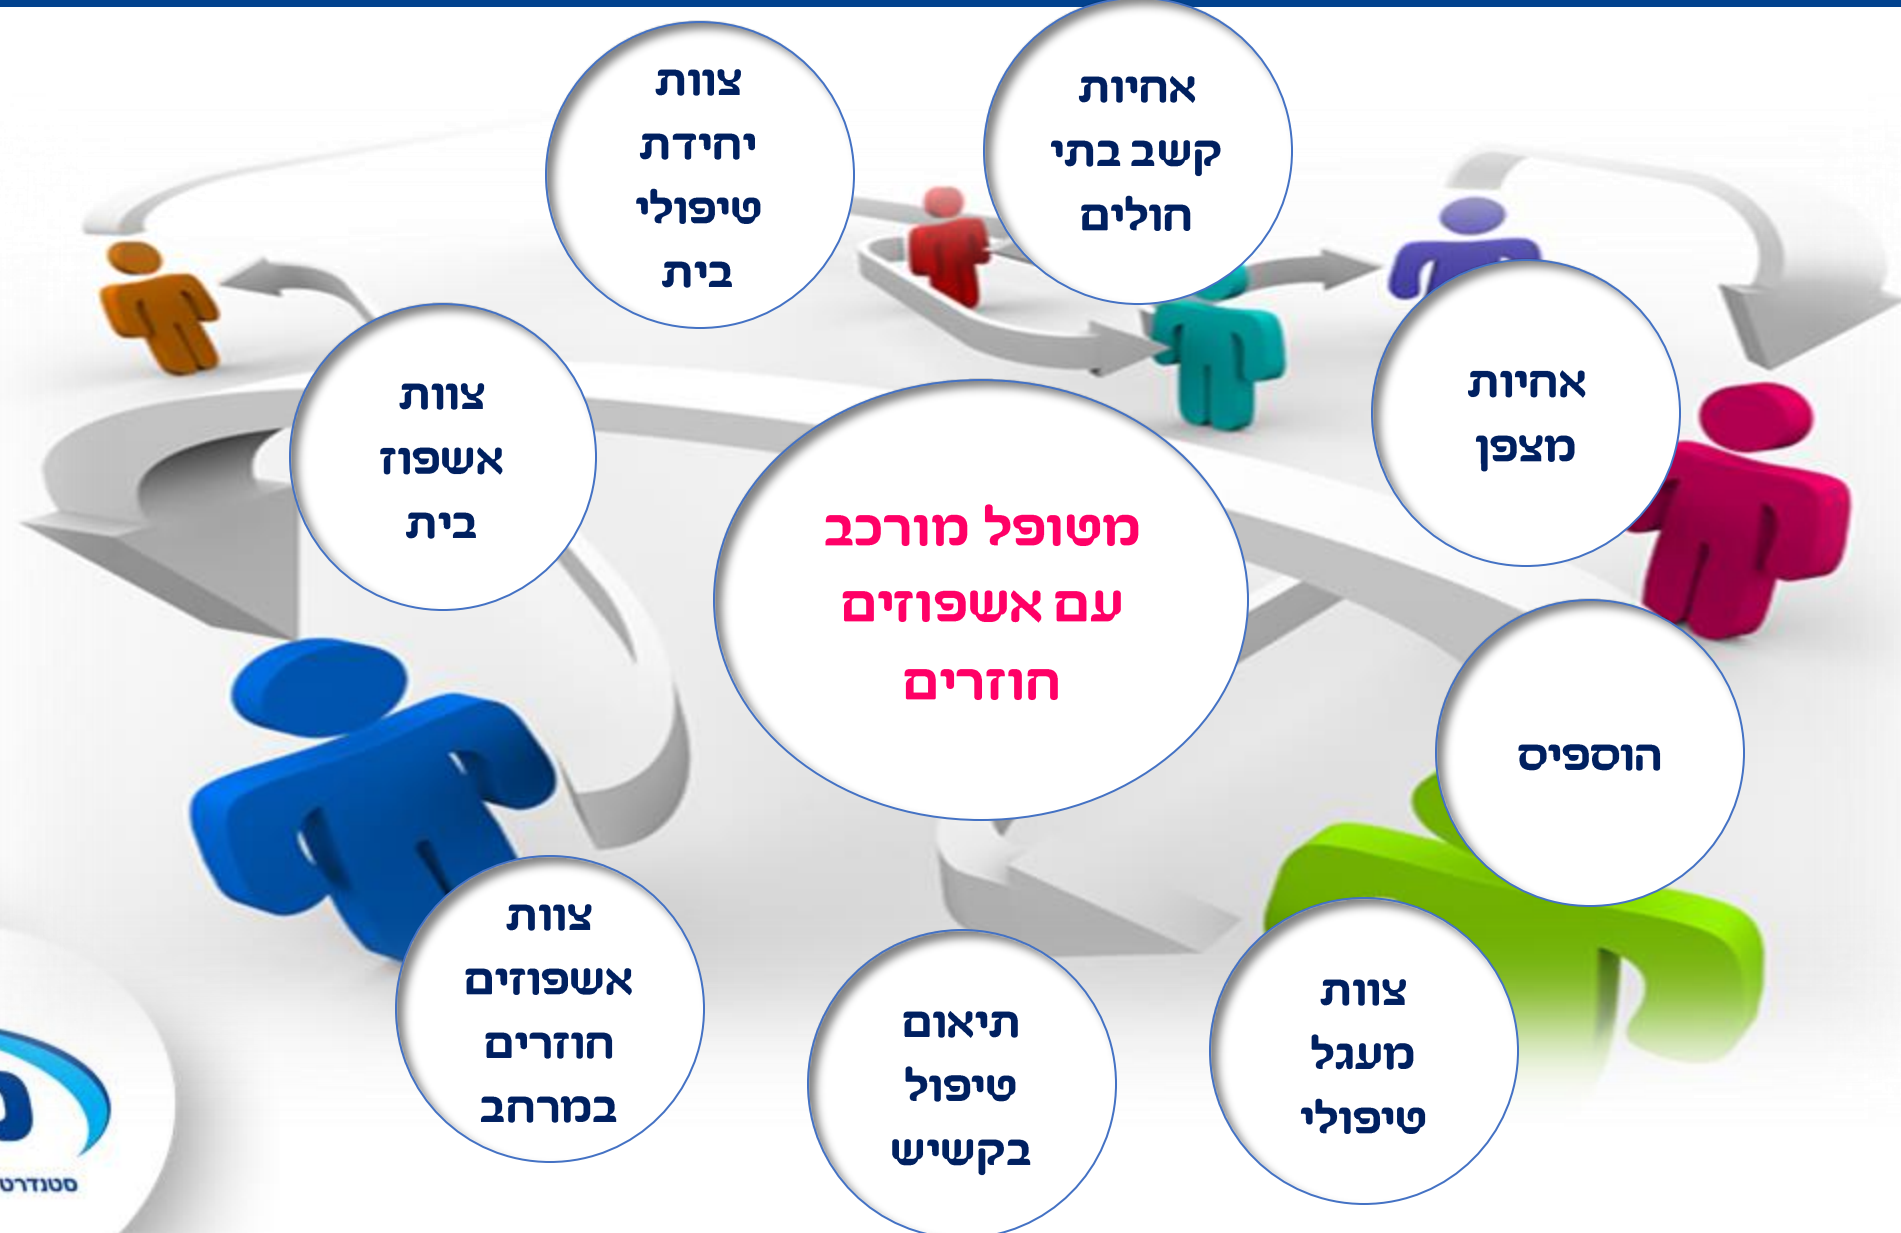 צוות
יחידת
טיפולי
בית
אחיות
קשב בתי
חולים
אחיות
מצפן
צוות
אשפוז
בית
מטופל מורכב
עם אשפוזים
חוזרים
הוספיס
צוות
אשפוזים
חוזרים
במרחב
תיאום
טיפול
בקשיש
צוות
מעגל
טיפולי
סטנדרט